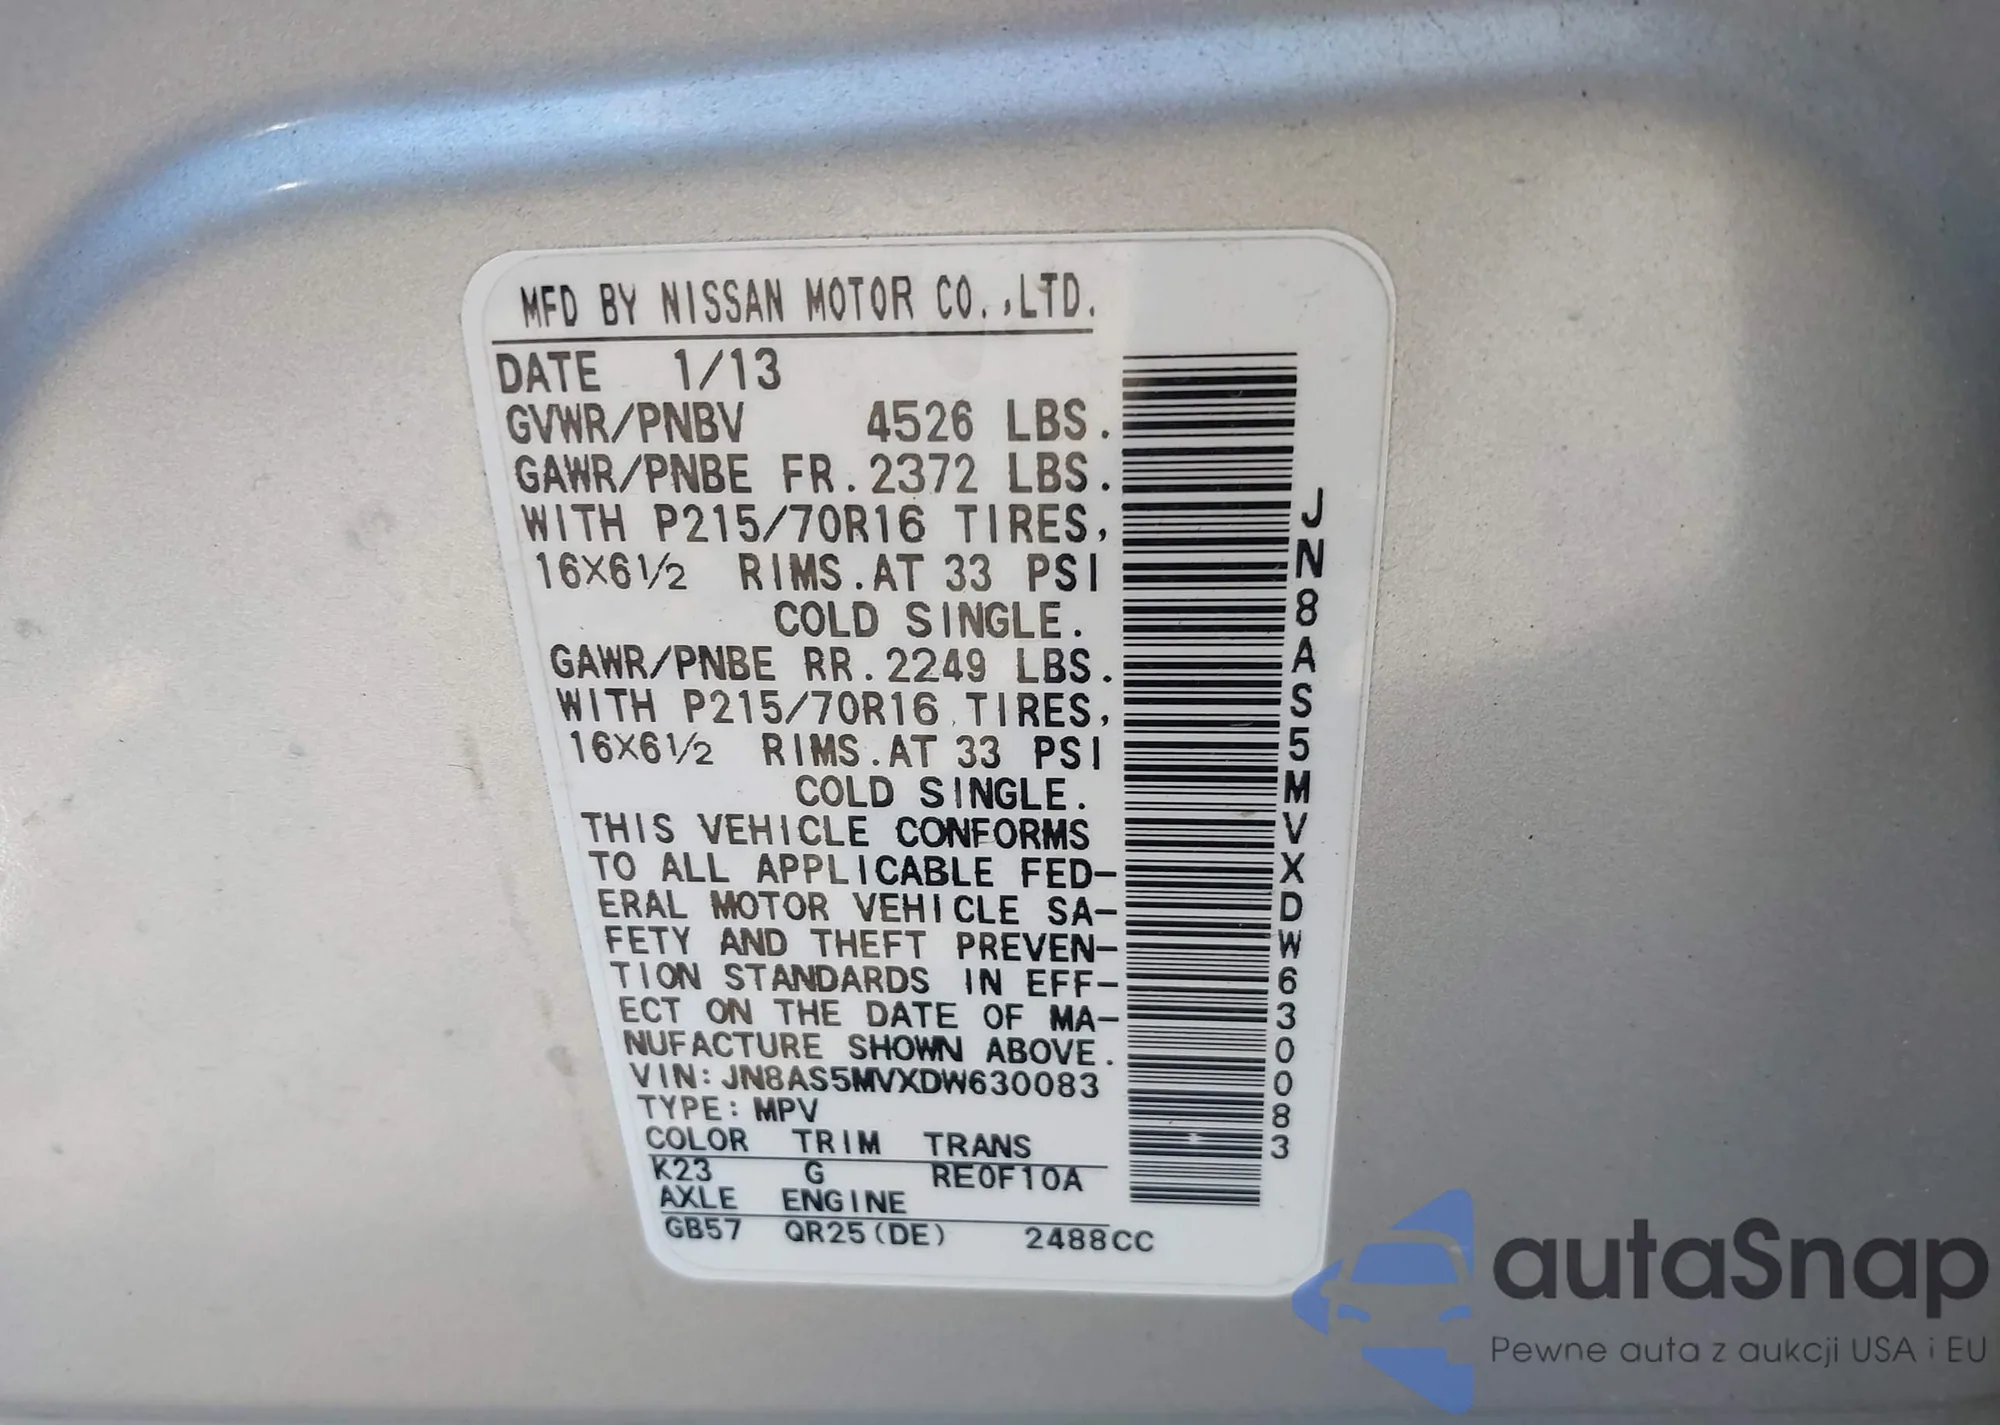 MFD BY NISSAN MOTOR CO.,LTD.
DATE 1/13
GVWR/PNBV 4526 LBS.
GAWR/PNBE FR.2372 LBS.
WITH P215/70R16 TIRES,
16X6½ RIMS.AT 33 PSI
COLD SINGLE.
GAWR/PNBE RR.2249 LBS.
WITH P215/70R16 TIRES,
16X6½ RIMS.AT 33 PSI
COLD SINGLE.
THIS VEHICLE CONFORMS
TO ALL APPLICABLE FED-
ERAL MOTOR VEHICLE SA-
FETY AND THEFT PREVEN-
TION STANDARDS IN EFF-
ECT ON THE DATE OF MA-
NUFACTURE SHOWN ABOVE.
VIN: JN8AS5MVXDW630083
TYPE: MPV
COLOR TRIM TRANS
K23 G RE0F10A
AXLE ENGINE
GB57 QR25(DE) 2488CC
JN8AS5MVXDW630083
autaSnap
Pewne auta z aukcji USA i EU